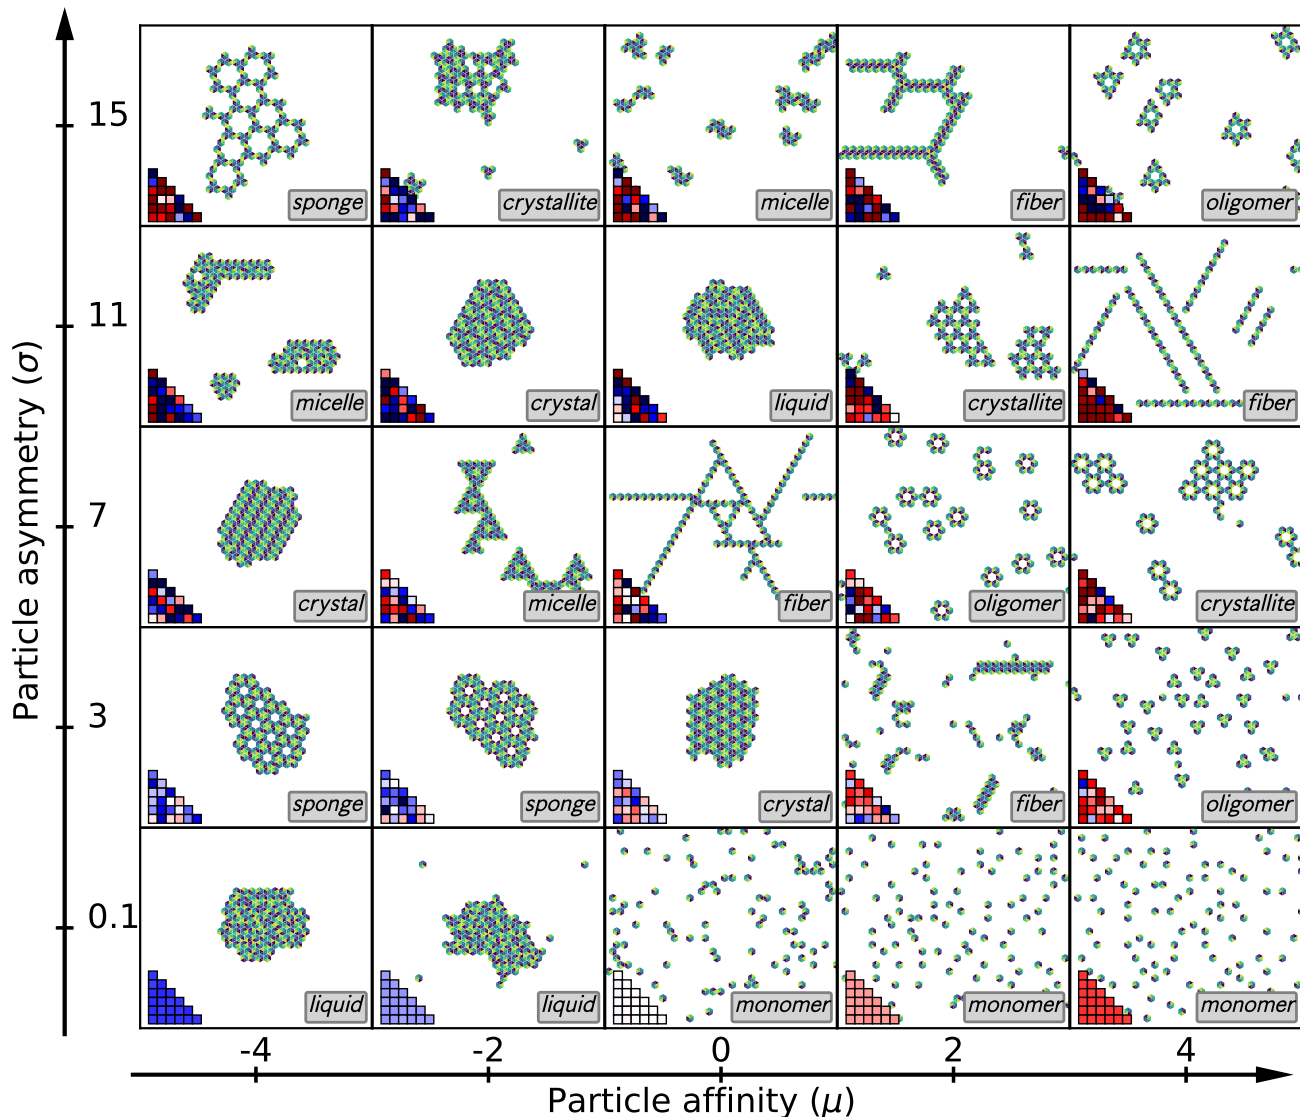 15
sponge
crystallite
micelle
fiber
oligomer
11
micelle
crystal
liquid
crystallite
fiber
Particle asymmetry (σ)
7
crystal
micelle
fiber
oligomer
crystallite
3
sponge
sponge
crystal
fiber
oligomer
0.1
liquid
liquid
monomer
monomer
monomer
-4
-2
0
2
4
Particle affinity (μ)